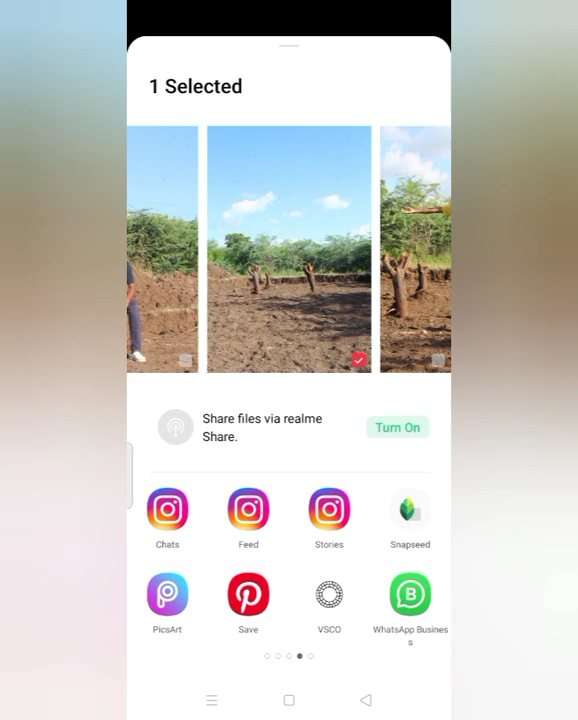 1 Selected
Share files via realme
Share.
Turn On
Chats
Feed
Stories
Snapseed
PicsArt
Save
VSCO
WhatsApp Busines
s